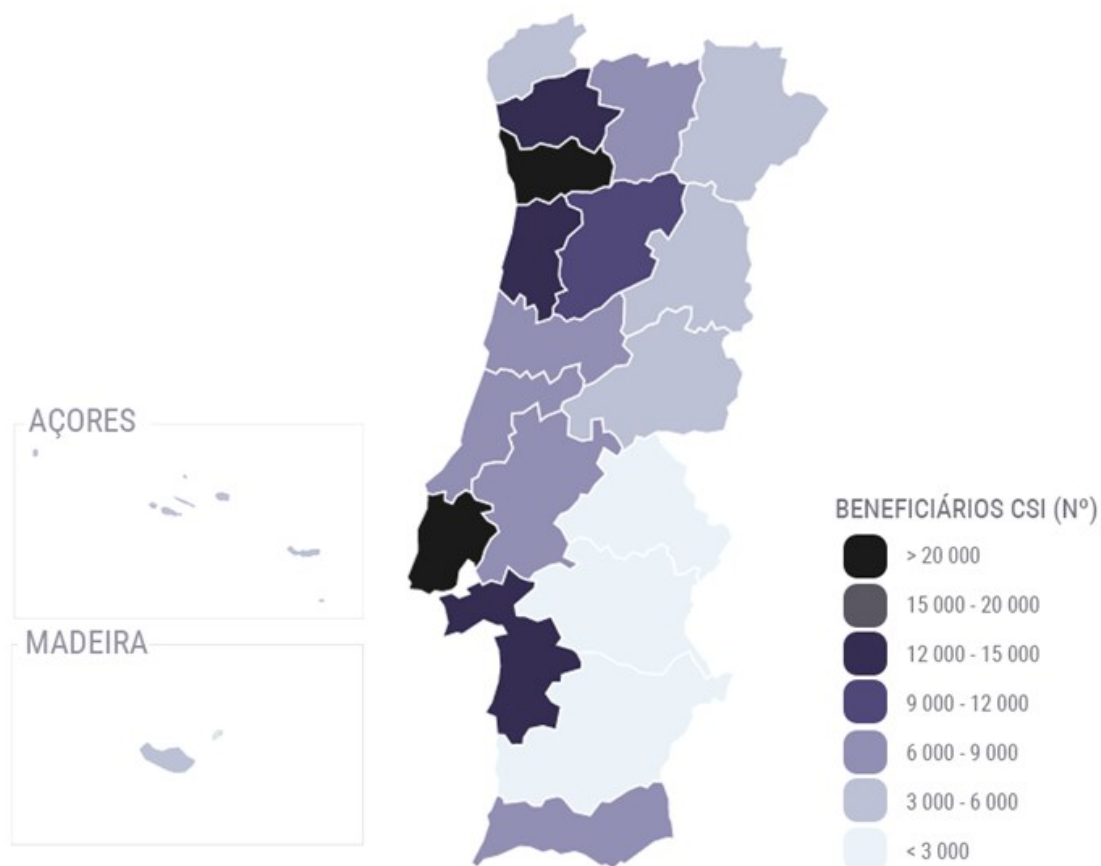 AÇORES
MADEIRA
BENEFICIÁRIOS CSI (Nº)
> 20 000
15 000 - 20 000
12 000 - 15 000
9 000 - 12 000
6 000 - 9 000
3 000 - 6 000
< 3 000